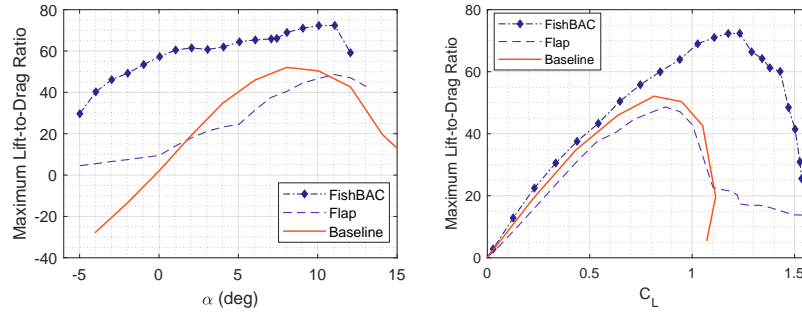 80
60
40
20
0
-20
-40
-5
0
5
10
15
Maximum Lift-to-Drag Ratio
α (deg)
FishBAC
Flap
Baseline
80
60
40
20
0
0
0.5
1
1.5
Maximum Lift-to-Drag Ratio
C_L
FishBAC
Flap
Baseline